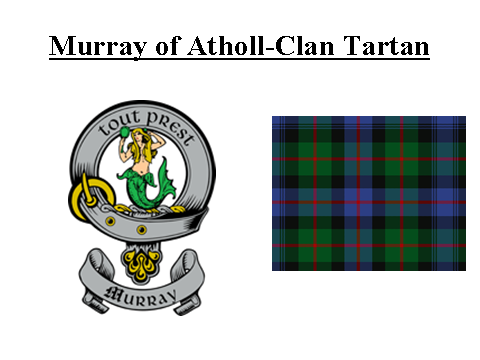 Murray of Atholl-Clan Tartan
tout prest
Murray